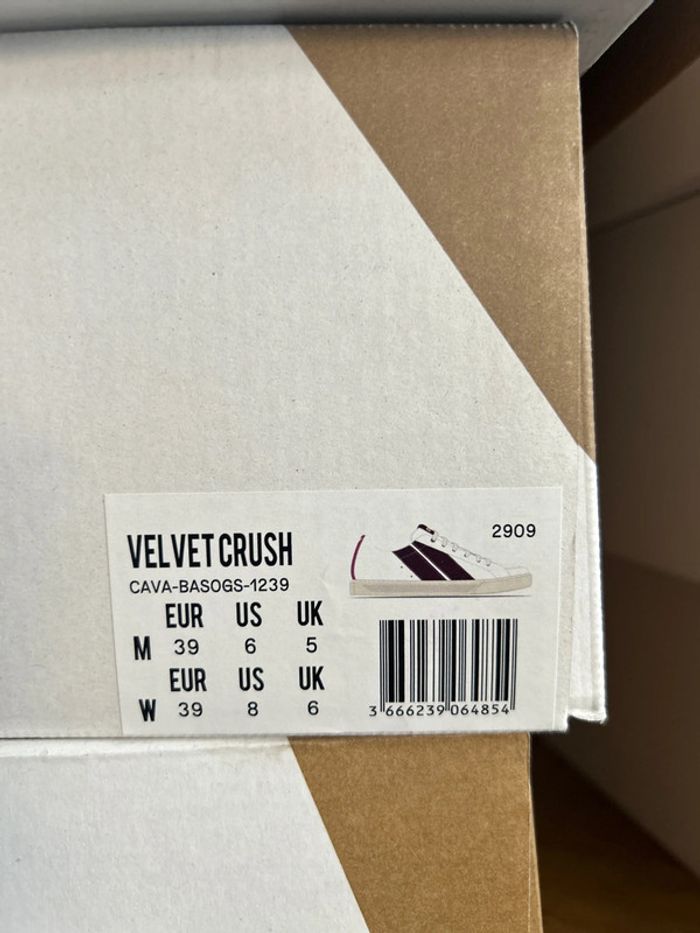 VELVET CRUSH
2909
CAVA-BASOGS-1239
EUR US UK
M 39 6 5
EUR US UK
W 39 8 6
3 666239 064854